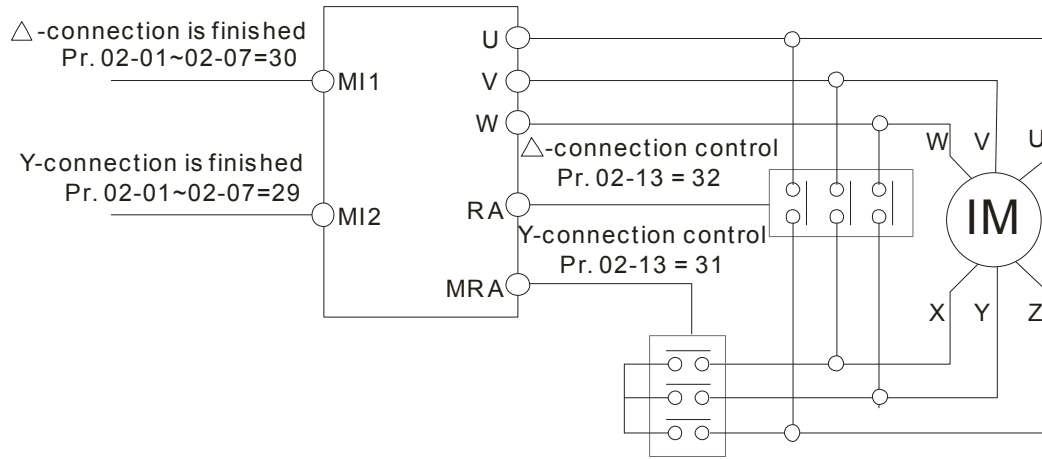 △-connection is finished
Pr. 02-01~02-07=30
MI1
Y-connection is finished
Pr. 02-01~02-07=29
MI2
U
V
W
RA
MRA
△-connection control
Pr. 02-13 = 32
Y-connection control
Pr. 02-13 = 31
W V U
IM
X Y Z